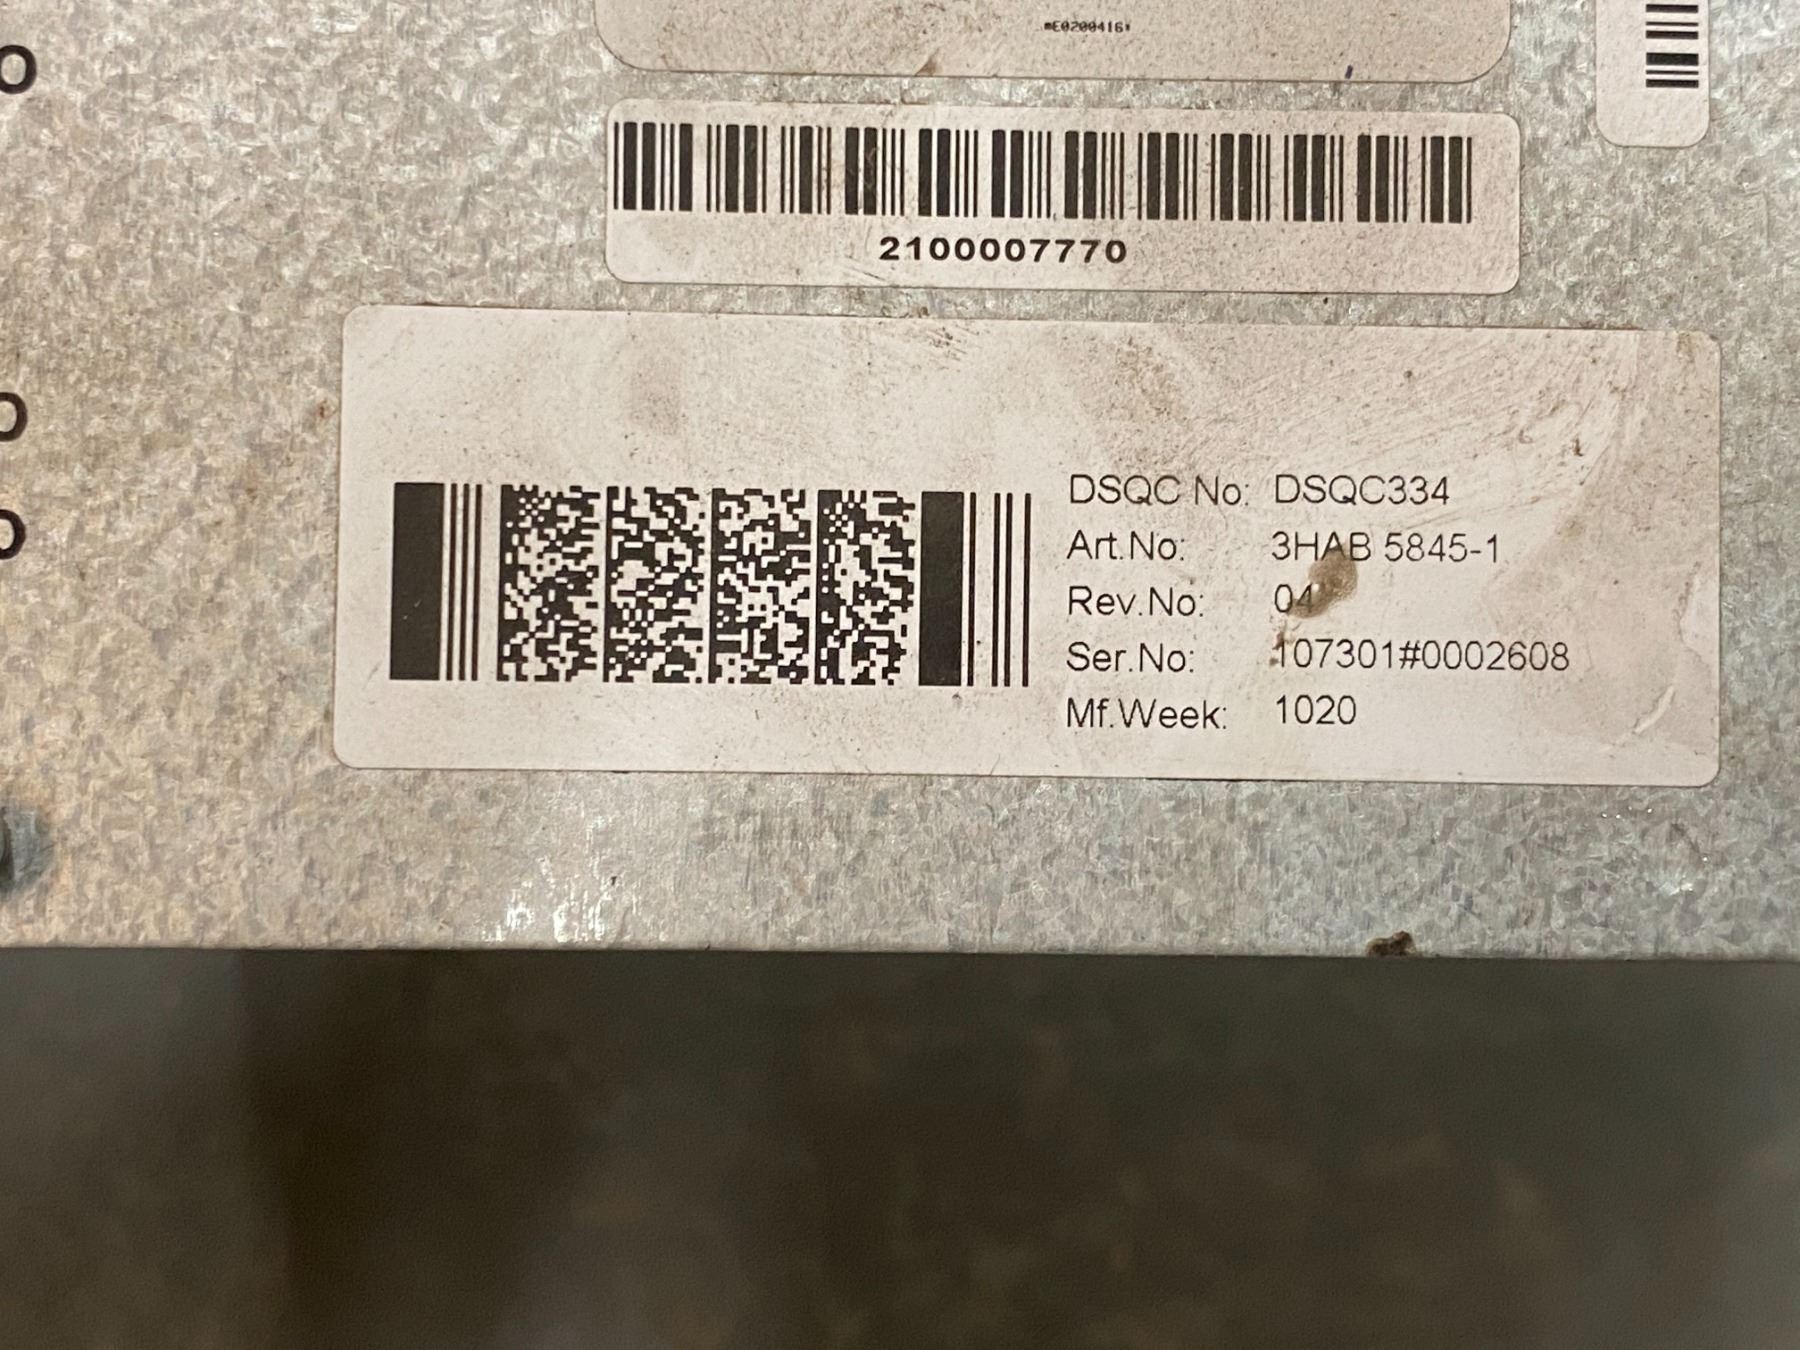 *E0200416*
2100007770
DSQC No: DSQC334
Art.No: 3HAB 5845-1
Rev.No: 04
Ser.No: 107301#0002608
Mf.Week: 1020